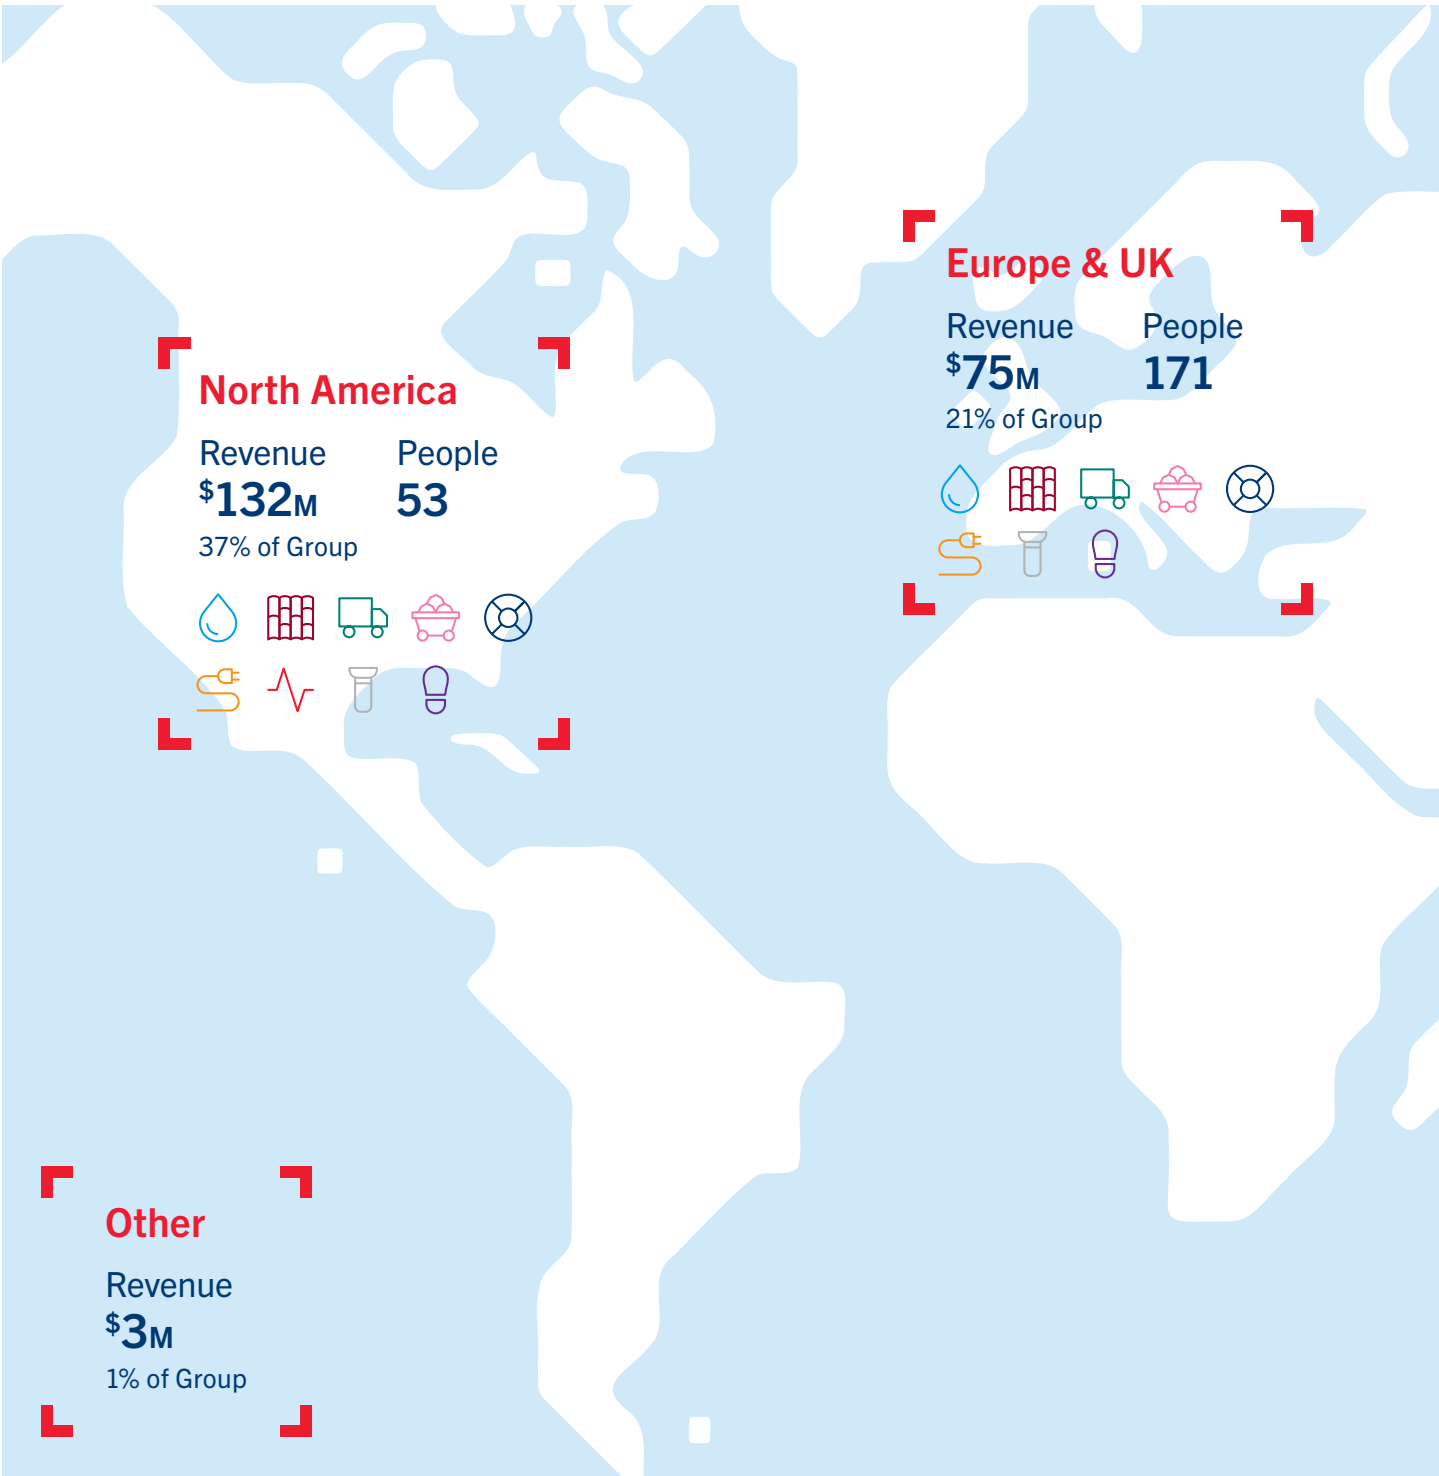 Europe & UK
Revenue People
$75M 171
21% of Group
North America
Revenue People
$132M 53
37% of Group
Other
Revenue
$3M
1% of Group